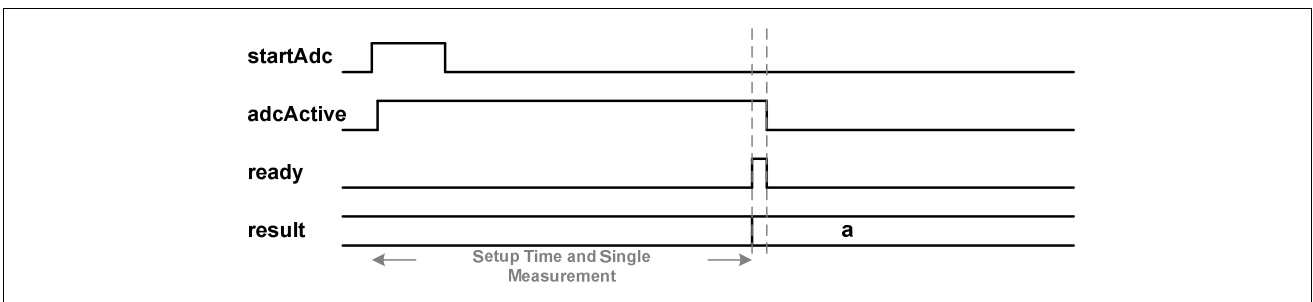 startAdc
adcActive
ready
result
a
Setup Time and Single
Measurement